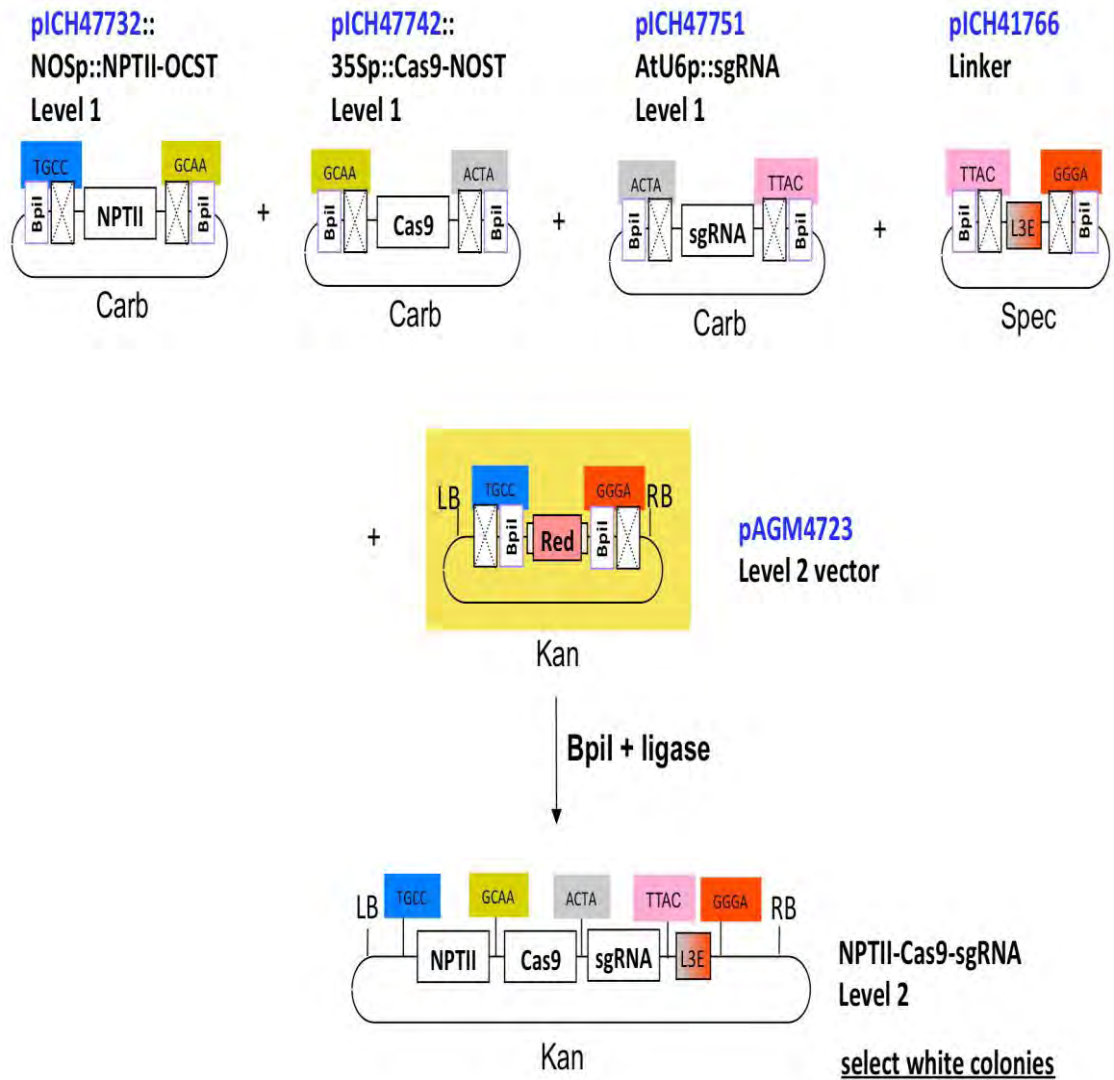 pICH47732::
NOSp::NPTII-OCST
Level 1
pICH47742::
35Sp::Cas9-NOST
Level 1
pICH47751
AtU6p::sgRNA
Level 1
pICH41766
Linker
TGCC GCAA
BpiI NPTII BpiI
Carb
+
GCAA ACTA
BpiI Cas9 BpiI
Carb
+
ACTA TTAC
BpiI sgRNA BpiI
Carb
+
TTAC GGGA
BpiI L3E BpiI
Spec
+
LB TGCC GGGA RB
BpiI Red BpiI
Kan
pAGM4723
Level 2 vector
BpiI + ligase
LB TGCC GCAA ACTA TTAC GGGA RB
NPTII Cas9 sgRNA L3E
Kan
NPTII-Cas9-sgRNA
Level 2
select white colonies